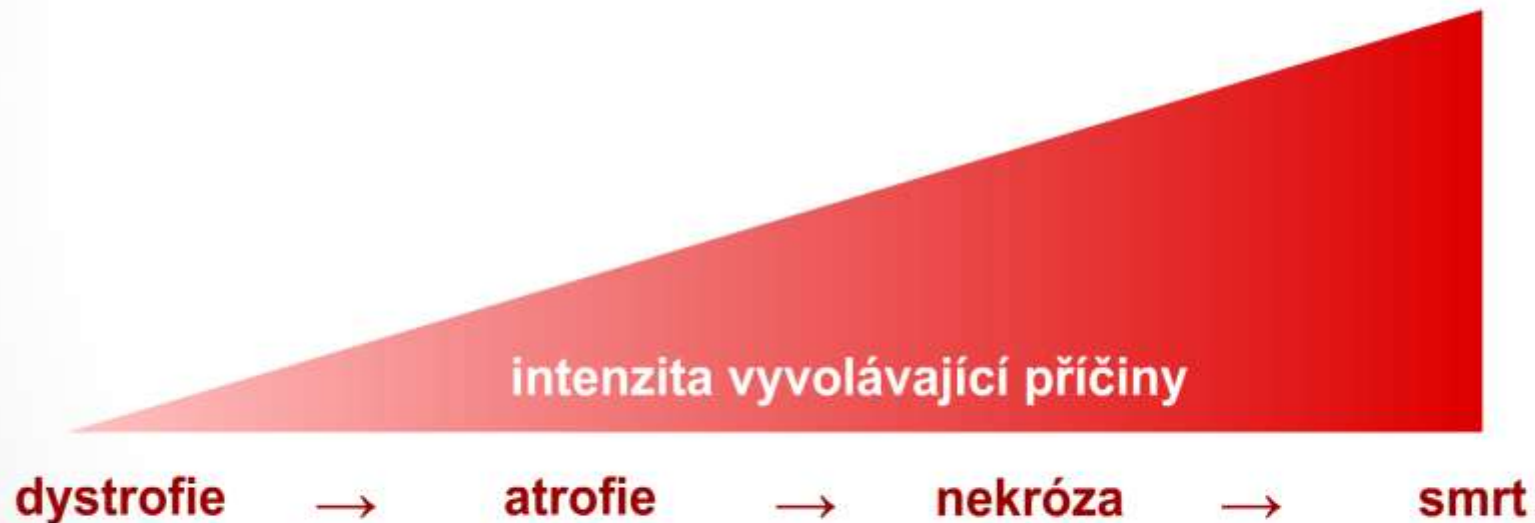 intenzita vyvolávající příčiny
dystrofie → atrofie → nekróza → smrt